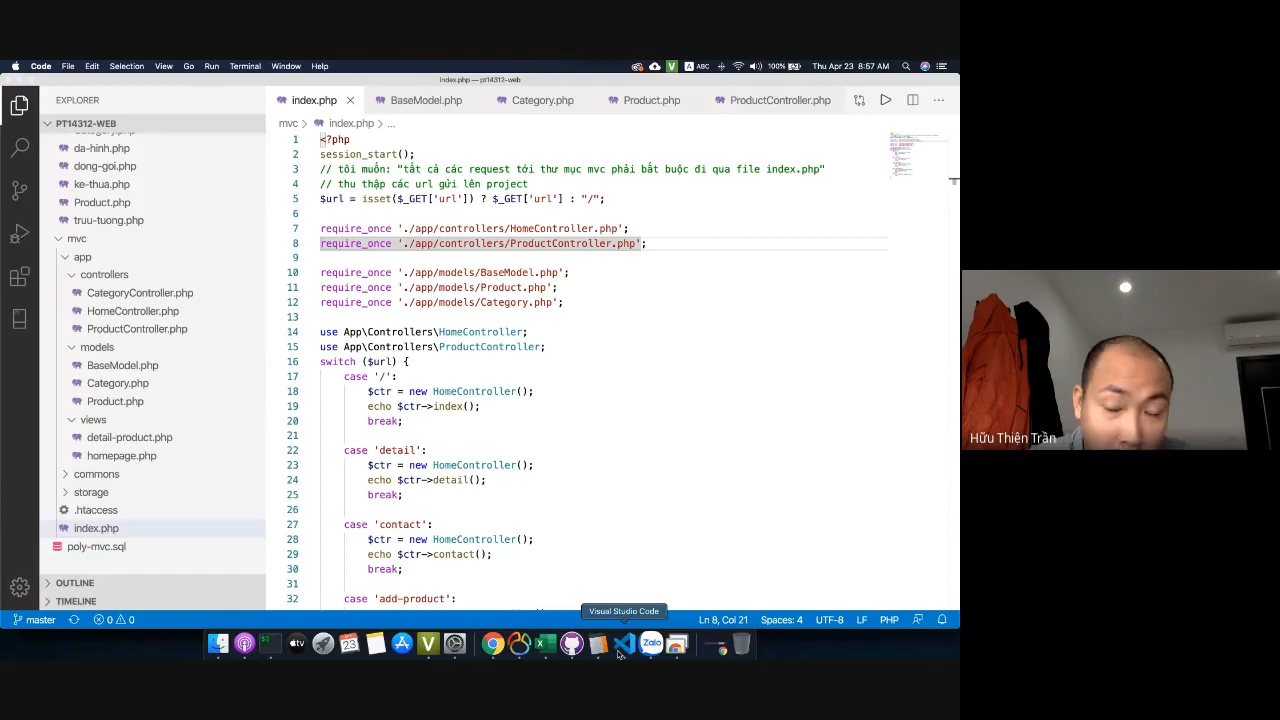 Code File Edit Selection View Go Run Terminal Window Help
ABC 100% Thu Apr 23 8:57 AM
index.php — pt14312-web
EXPLORER
index.php BaseModel.php Category.php Product.php ProductController.php
PT14312-WEB
mvc > index.php > ...
Category.php
da-hinh.php
dong-goi.php
ke-thua.php
Product.php
truu-tuong.php
mvc
app
controllers
CategoryController.php
HomeController.php
ProductController.php
models
BaseModel.php
Category.php
Product.php
views
detail-product.php
homepage.php
commons
storage
.htaccess
index.php
poly-mvc.sql
OUTLINE
TIMELINE
1 <?php
2 session_start();
3 // tôi muốn: "tất cả các request tới thư mục mvc phải bắt buộc đi qua file index.php"
4 // thu thập các url gửi lên project
5 $url = isset($_GET['url']) ? $_GET['url'] : "/";
6
7 require_once './app/controllers/HomeController.php';
8 require_once './app/controllers/ProductController.php';
9
10 require_once './app/models/BaseModel.php';
11 require_once './app/models/Product.php';
12 require_once './app/models/Category.php';
13
14 use App\Controllers\HomeController;
15 use App\Controllers\ProductController;
16 switch ($url) {
17 case '/':
18 $ctr = new HomeController();
19 echo $ctr->index();
20 break;
21
22 case 'detail':
23 $ctr = new HomeController();
24 echo $ctr->detail();
25 break;
26
27 case 'contact':
28 $ctr = new HomeController();
29 echo $ctr->contact();
30 break;
31
32 case 'add-product':
Visual Studio Code
master 0 0 Ln 8, Col 21 Spaces: 4 UTF-8 LF PHP
23
Zalo
Hữu Thiện Trần